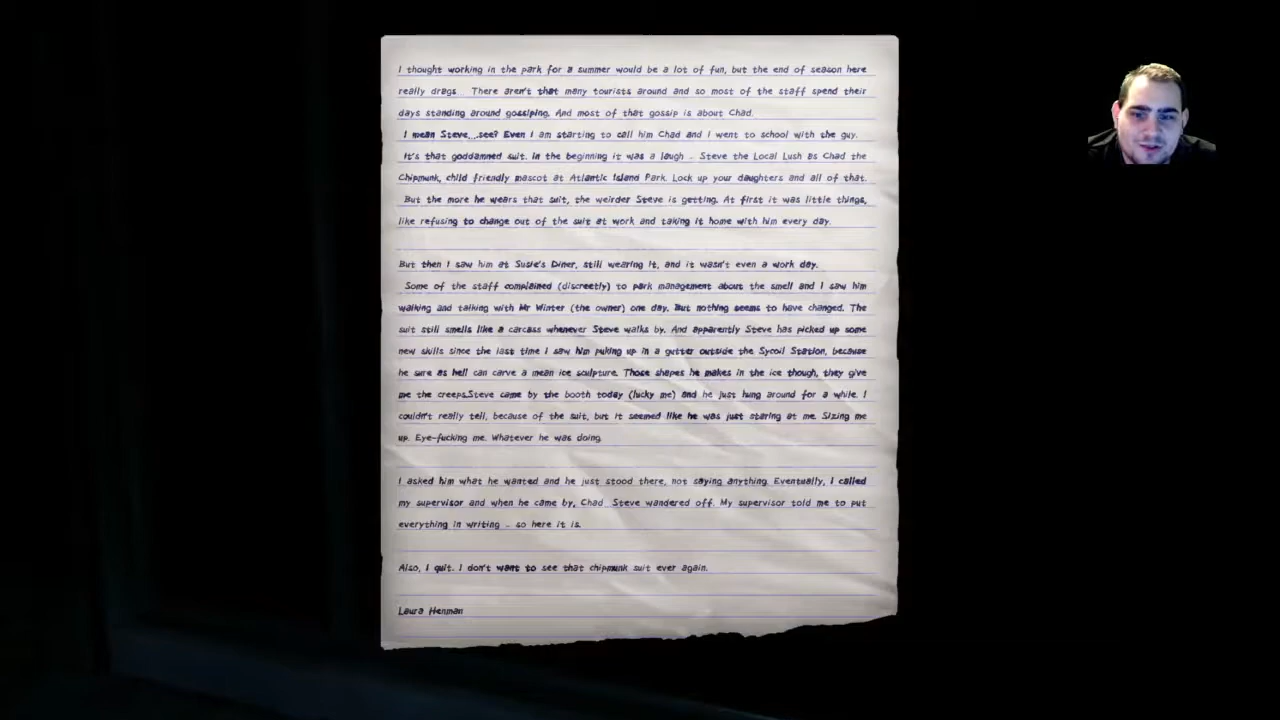 I thought working in the park for a summer would be a lot of fun, but the end of season here
really drags... There aren't that many tourists around and so most of the staff spend their
days standing around gossiping. And most of that gossip is about Chad.
I mean Steve,...see? Even I am starting to call him Chad and I went to school with the guy.
It's that goddamned suit. In the beginning it was a laugh - Steve the Local Lush as Chad the
Chipmunk, child friendly mascot at Atlantic Island Park. Lock up your daughters and all of that.
But the more he wears that suit, the weirder Steve is getting. At first it was little things,
like refusing to change out of the suit at work and taking it home with him every day.
But then I saw him at Susie's Diner, still wearing it, and it wasn't even a work day.
Some of the staff complained (discreetly) to park management about the smell and I saw him
walking and talking with Mr Winter (the owner) one day. But nothing seems to have changed. The
suit still smells like a carcass whenever Steve walks by. And apparently Steve has picked up some
new skills since the last time I saw him puking up in a gutter outside the Sycoil Station, because
he sure as hell can carve a mean ice sculpture. Those shapes he makes in the ice though, they give
me the creeps.Steve came by the booth today (lucky me) and he just hung around for a while. I
couldn't really tell, because of the suit, but it seemed like he was just staring at me. Sizing me
up. Eye-fucking me. Whatever he was doing.
I asked him what he wanted and he just stood there, not saying anything. Eventually, I called
my supervisor and when he came by, Chad...Steve wandered off. My supervisor told me to put
everything in writing - so here it is.
Also, I quit. I don't want to see that chipmunk suit ever again.
Laura Henman